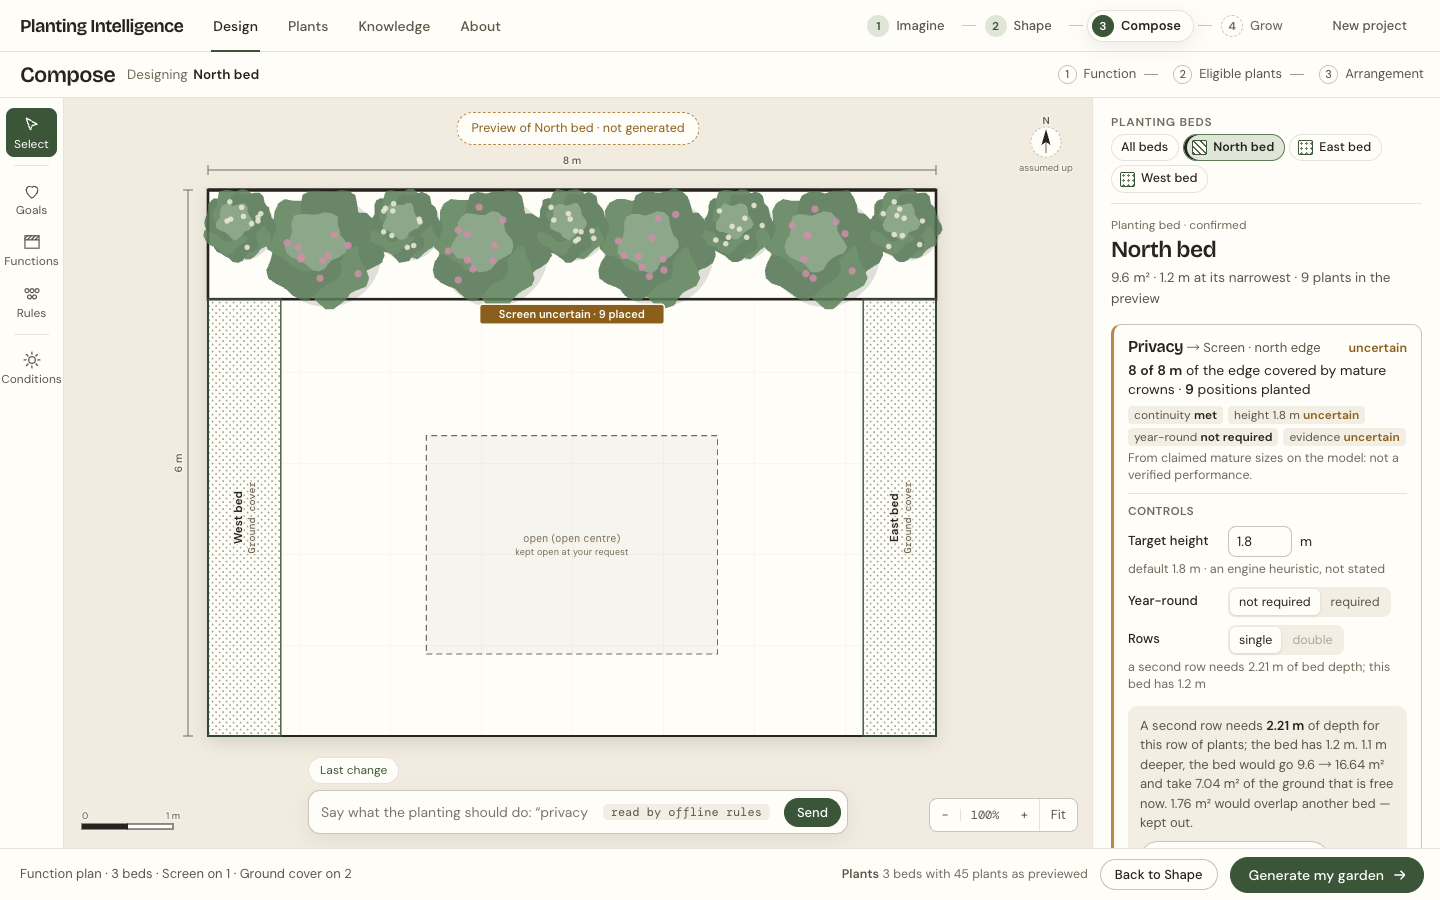 Planting Intelligence
Design
Plants
Knowledge
About
1 Imagine
2 Shape
3 Compose
4 Grow
New project
Compose
Designing North bed
1 Function
2 Eligible plants
3 Arrangement
Select
Goals
Functions
Rules
Conditions
Preview of North bed · not generated
N
assumed up
8 m
6 m
Screen uncertain · 9 placed
West bed
Ground cover
East bed
Ground cover
open (open centre)
kept open at your request
Last change
Say what the planting should do: “privacy
read by offline rules
Send
0 1 m
− 100% + Fit
PLANTING BEDS
All beds
North bed
East bed
West bed
Planting bed · confirmed
North bed
9.6 m² · 1.2 m at its narrowest · 9 plants in the
preview
Privacy → Screen · north edge uncertain
8 of 8 m of the edge covered by mature
crowns · 9 positions planted
continuity met
height 1.8 m uncertain
year-round not required
evidence uncertain
From claimed mature sizes on the model: not a
verified performance.
CONTROLS
Target height 1.8 m
default 1.8 m · an engine heuristic, not stated
Year-round not required required
Rows single double
a second row needs 2.21 m of bed depth; this
bed has 1.2 m
A second row needs 2.21 m of depth for
this row of plants; the bed has 1.2 m. 1.1 m
deeper, the bed would go 9.6 → 16.64 m²
and take 7.04 m² of the ground that is free
now. 1.76 m² would overlap another bed —
kept out.
Function plan · 3 beds · Screen on 1 · Ground cover on 2
Plants 3 beds with 45 plants as previewed
Back to Shape
Generate my garden →